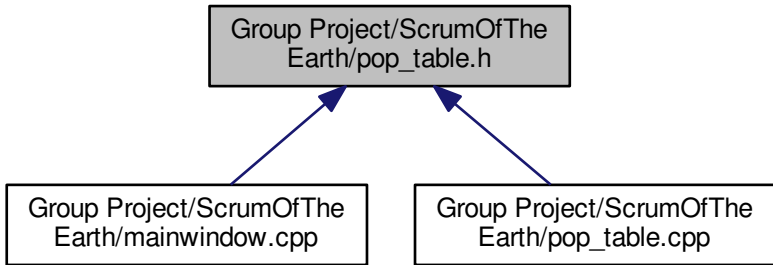 Group Project/ScrumOfThe
Earth/pop_table.h
Group Project/ScrumOfThe
Earth/mainwindow.cpp
Group Project/ScrumOfThe
Earth/pop_table.cpp